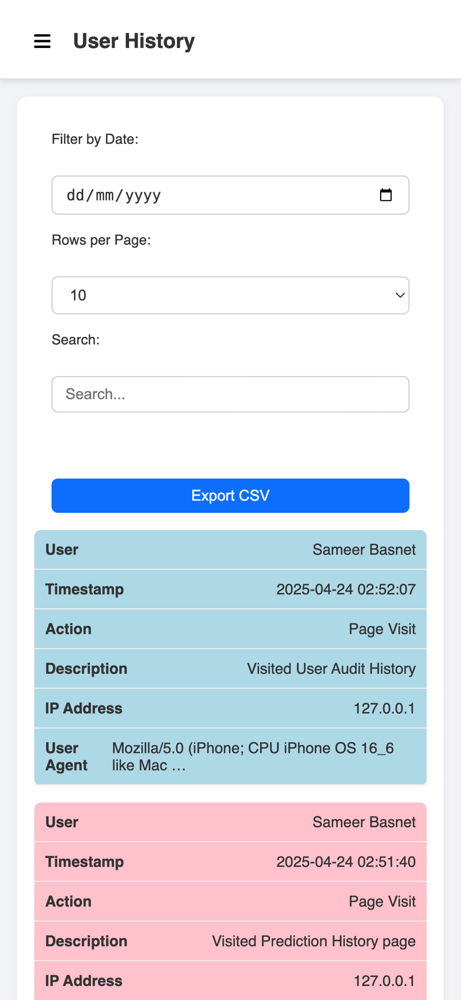 User History
Filter by Date:
dd/mm/yyyy
Rows per Page:
10
Search:
Search...
Export CSV
User Sameer Basnet
Timestamp 2025-04-24 02:52:07
Action Page Visit
Description Visited User Audit History
IP Address 127.0.0.1
User Agent Mozilla/5.0 (iPhone; CPU iPhone OS 16_6
like Mac …
User Sameer Basnet
Timestamp 2025-04-24 02:51:40
Action Page Visit
Description Visited Prediction History page
IP Address 127.0.0.1